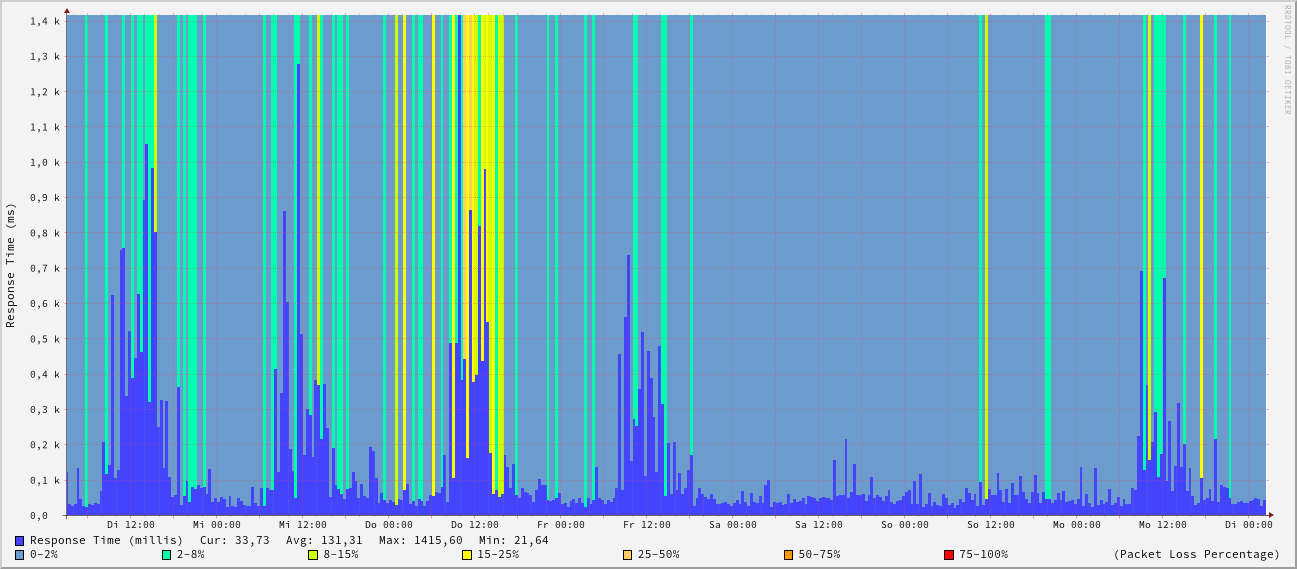 RRDTOOL / TOBI OETIKER
Response Time (ms)
1,4 k
1,3 k
1,2 k
1,1 k
1,0 k
0,9 k
0,8 k
0,7 k
0,6 k
0,5 k
0,4 k
0,3 k
0,2 k
0,1 k
0,0
Di 12:00 Mi 00:00 Mi 12:00 Do 00:00 Do 12:00 Fr 00:00 Fr 12:00 Sa 00:00 Sa 12:00 So 00:00 So 12:00 Mo 00:00 Mo 12:00 Di 00:00
Response Time (millis) Cur: 33,73 Avg: 131,31 Max: 1415,60 Min: 21,64
0-2% 2-8% 8-15% 15-25% 25-50% 50-75% 75-100% (Packet Loss Percentage)